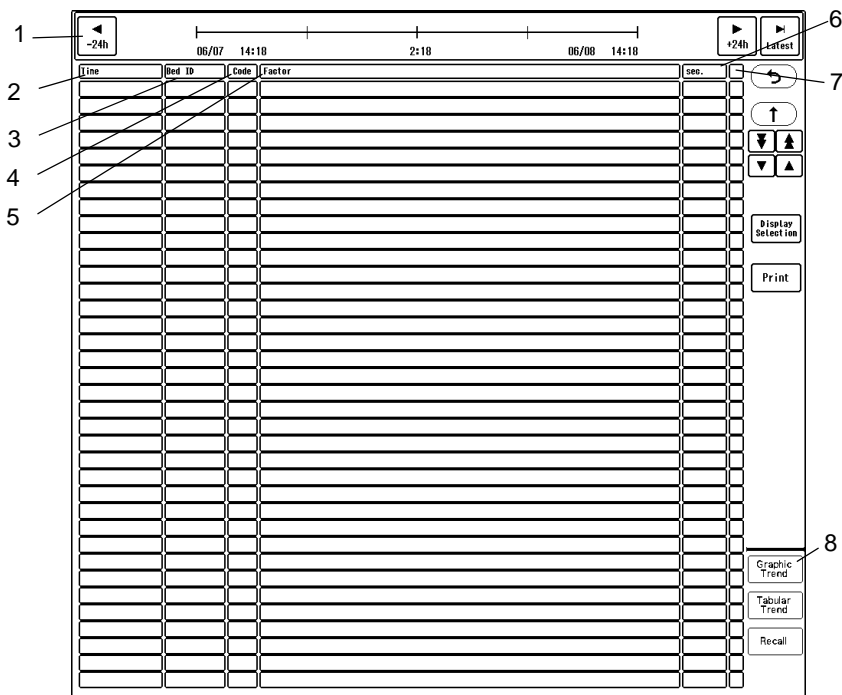 1
-24h
06/07 14:18
2:18
06/08 14:18
+24h
Latest
6
2
Time
Bed ID
Code
Factor
sec.
7
3
4
5
Display
Selection
Print
8
Graphic
Trend
Tabular
Trend
Recall